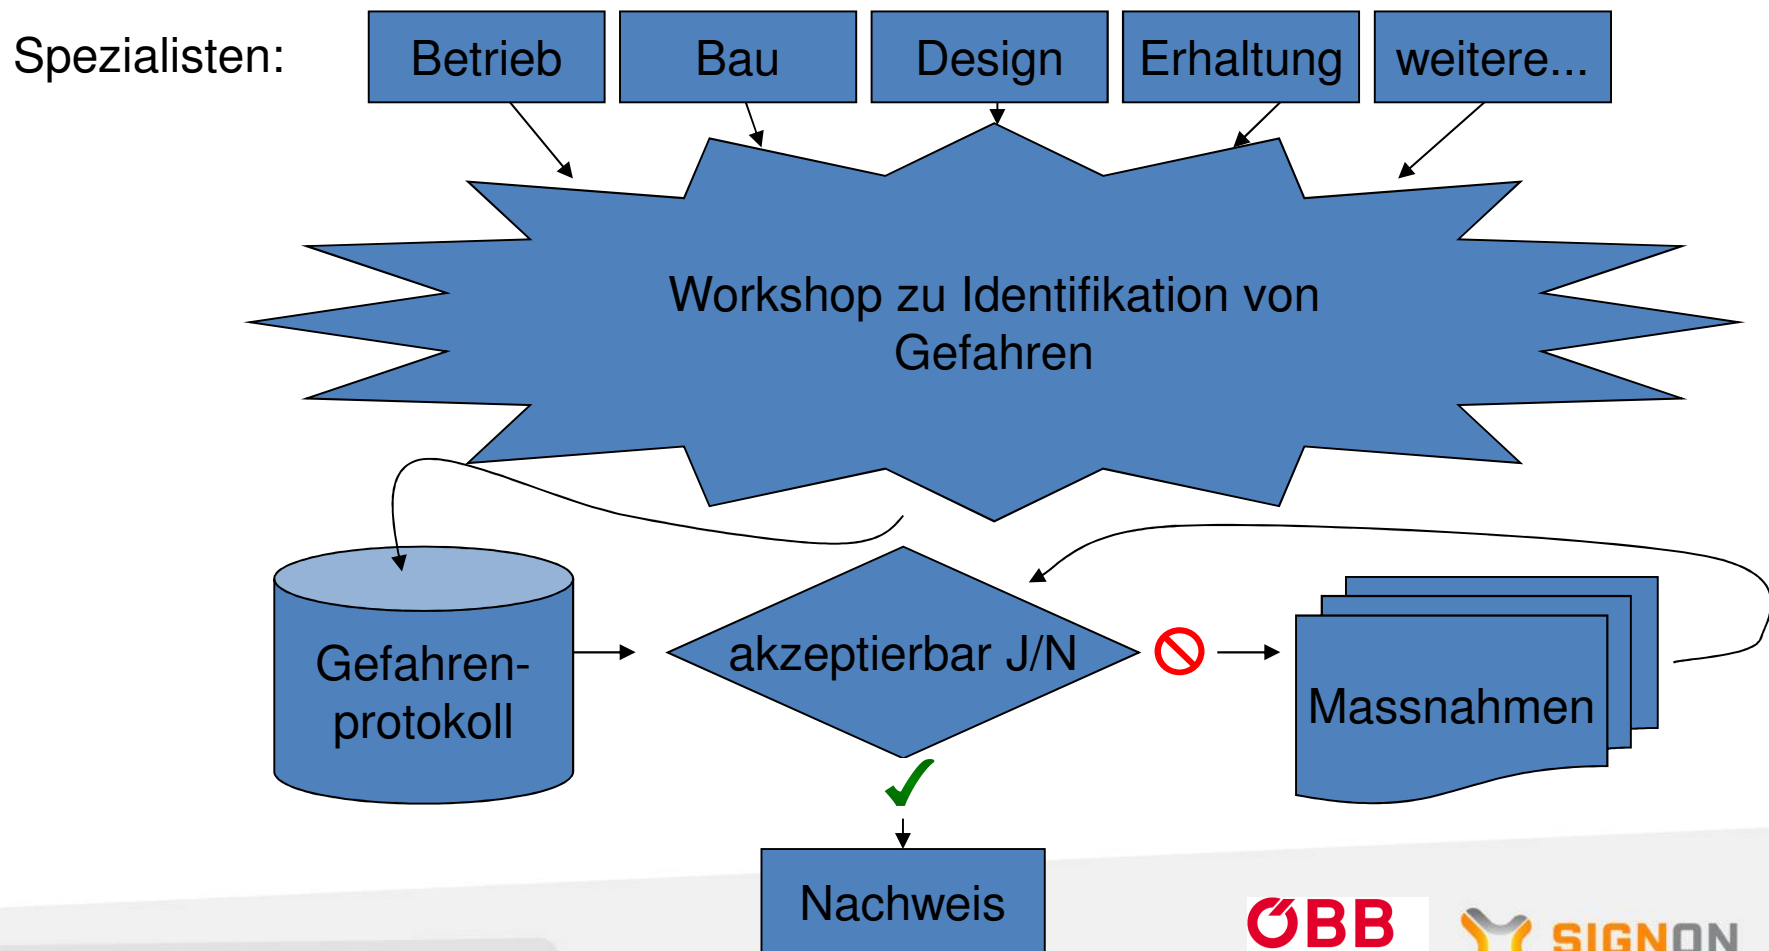 Spezialisten:
Betrieb
Bau
Design
Erhaltung
weitere...
Workshop zu Identifikation von
Gefahren
Gefahren-
protokoll
akzeptierbar J/N
Massnahmen
Nachweis
ÖBB
SIGNON